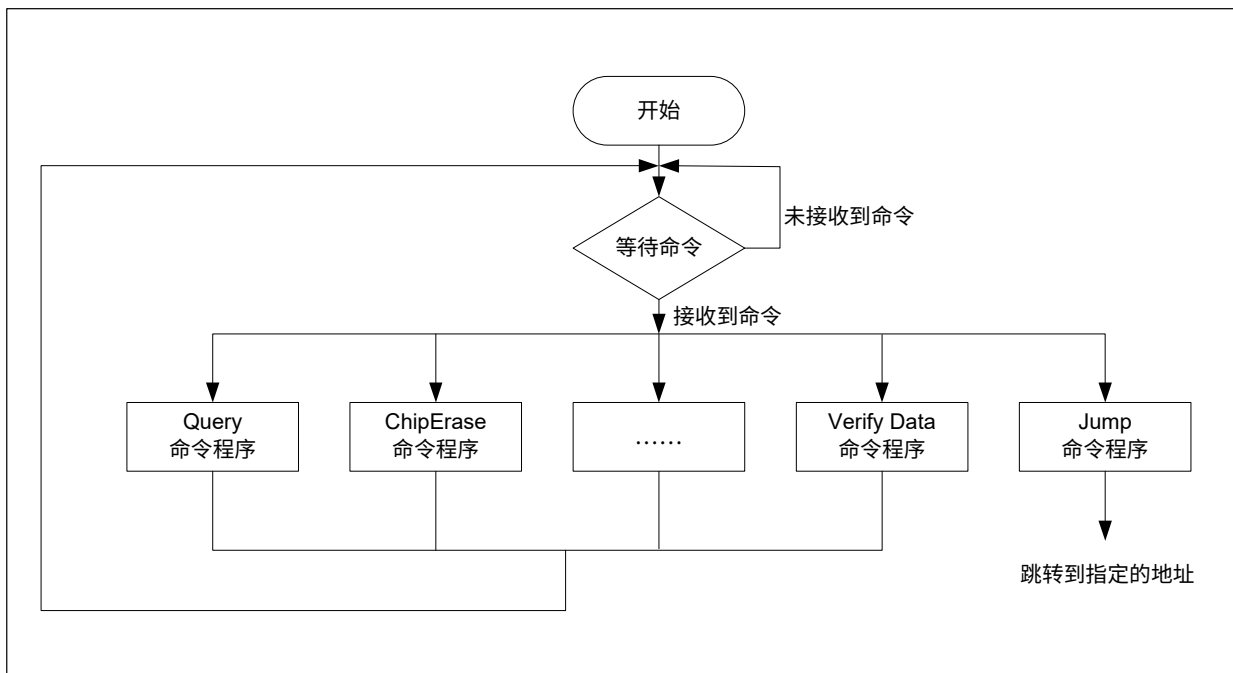 开始
未接收到命令
等待命令
接收到命令
Query
命令程序
ChipErase
命令程序
……
Verify Data
命令程序
Jump
命令程序
跳转到指定的地址